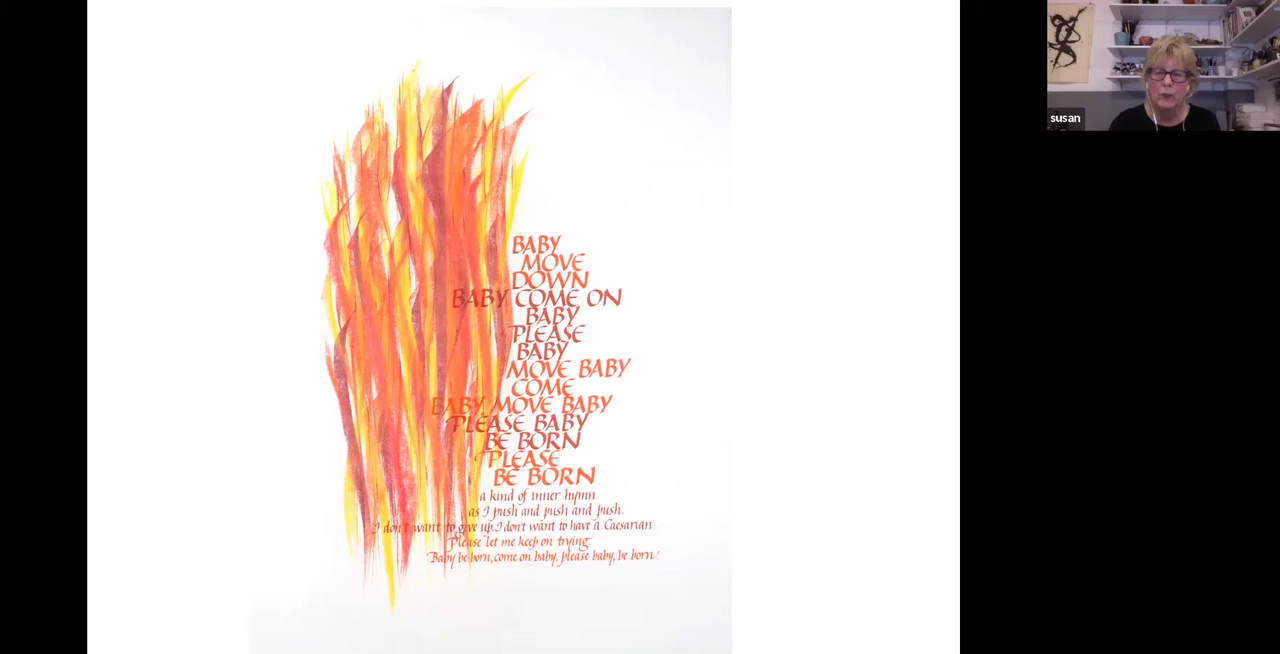 BABY
MOVE
DOWN
BABY COME ON
BABY
PLEASE
BABY
MOVE BABY
COME
BABY MOVE BABY
PLEASE BABY
BE BORN
PLEASE
BE BORN
a kind of inner hymn
as I push and push and push.
I don't want to give up. I don't want to have a Caesarian.
Please let me keep on trying.
Baby be born, come on baby, please baby, be born!
susan